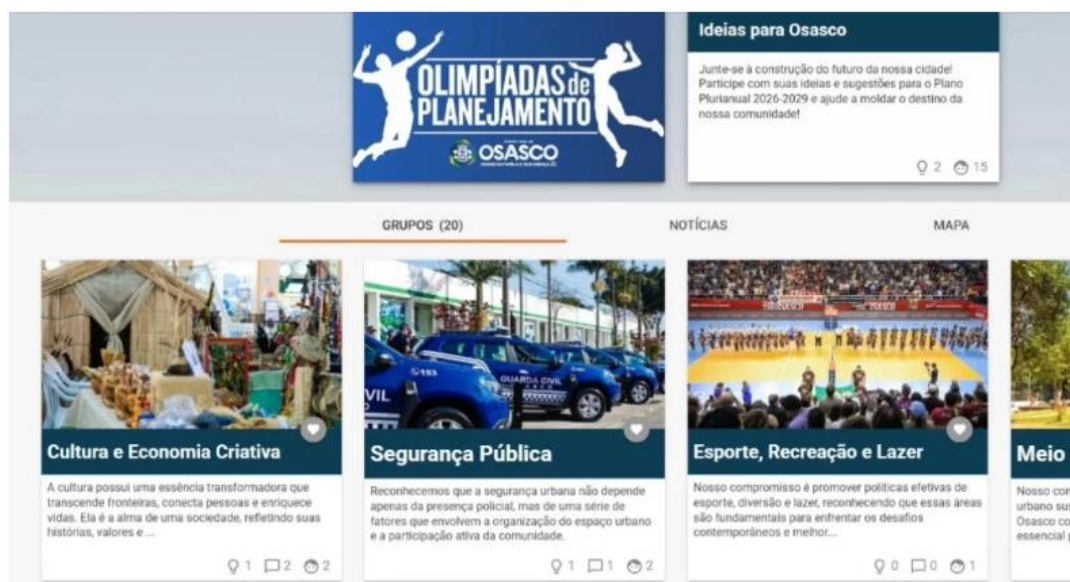 OLIMPÍADAS de
PLANEJAMENTO
OSASCO
Ideias para Osasco
Junte-se à construção do futuro da nossa cidade!
Participe com suas ideias e sugestões para o Plano
Plurianual 2026-2029 e ajude a moldar o destino da
nossa comunidade!
2 15
GRUPOS (20)
NOTÍCIAS
MAPA
Cultura e Economia Criativa
A cultura possui uma essência transformadora que
transcende fronteiras, conecta pessoas e enriquece
vidas. Ela é a alma de uma sociedade, refletindo suas
histórias, valores e ...
1 2 2
153
GUARDA CIVIL
VIL
Segurança Pública
Reconhecemos que a segurança urbana não depende
apenas da presença policial, mas de uma série de
fatores que envolvem a organização do espaço urbano
e a participação ativa da comunidade.
1 1 2
Esporte, Recreação e Lazer
Nosso compromisso é promover políticas efetivas de
esporte, diversão e lazer, reconhecendo que essas áreas
são fundamentais para enfrentar os desafios
contemporâneos e melhor...
0 0 1
Meio
Nosso con
urbano sus
Osasco co
essencial p